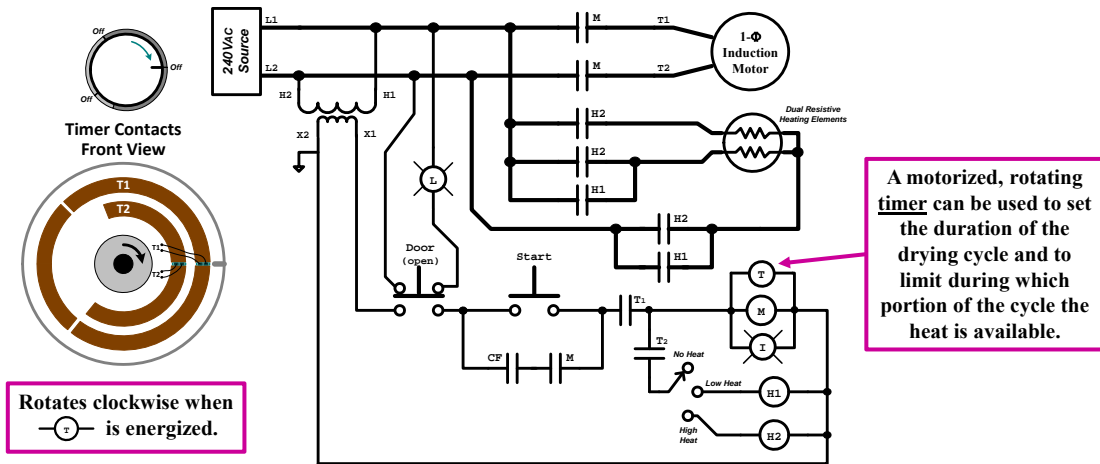 Off
Off
Off
Timer Contacts
Front View
T1
T2
T1
T2
Rotates clockwise when
T is energized.
240VAC
Source
L1
L2
H2
H1
X2
X1
L
Door
(open)
Start
CF
M
T1
T2
M
M
T1
T2
1-Φ
Induction
Motor
H2
H2
H1
Dual Resistive
Heating Elements
H2
H1
T
M
I
No Heat
Low Heat
High
Heat
H1
H2
A motorized, rotating
timer can be used to set
the duration of the
drying cycle and to
limit during which
portion of the cycle the
heat is available.